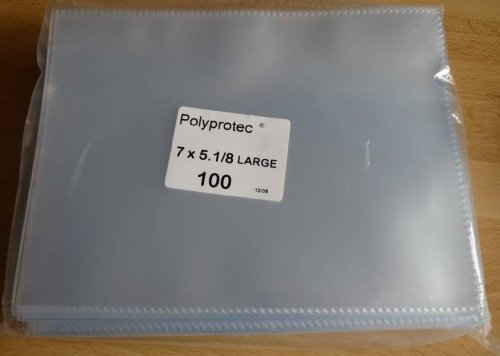 Polyprotec ®
7 x 5.1/8 LARGE
100
12/08